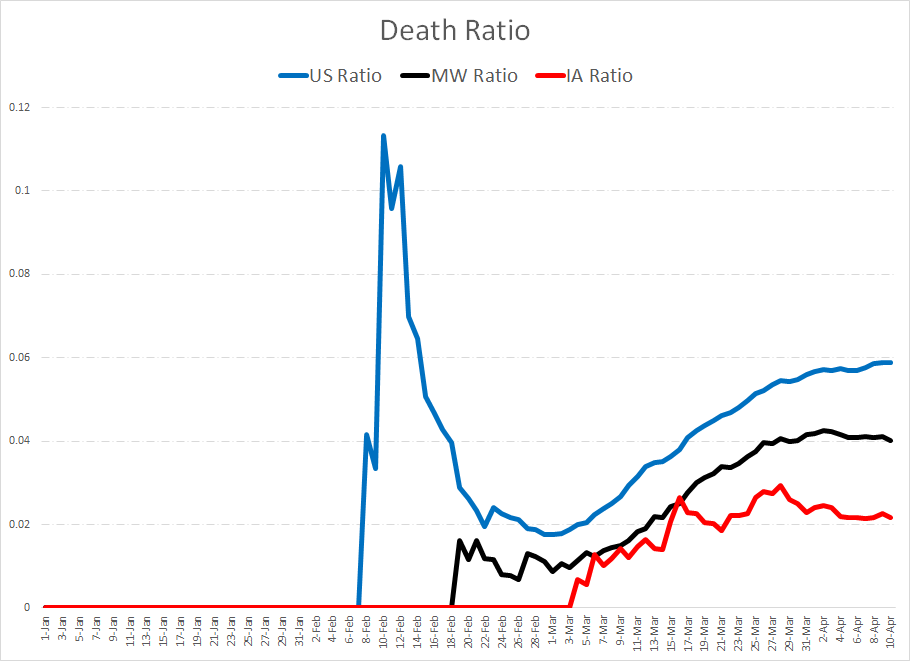 Death Ratio
US Ratio MW Ratio IA Ratio
0.12
0.1
0.08
0.06
0.04
0.02
0
1-Jan 3-Jan 5-Jan 7-Jan 9-Jan 11-Jan 13-Jan 15-Jan 17-Jan 19-Jan 21-Jan 23-Jan 25-Jan 27-Jan 29-Jan 31-Jan 2-Feb 4-Feb 6-Feb 8-Feb 10-Feb 12-Feb 14-Feb 16-Feb 18-Feb 20-Feb 22-Feb 24-Feb 26-Feb 28-Feb 1-Mar 3-Mar 5-Mar 7-Mar 9-Mar 11-Mar 13-Mar 15-Mar 17-Mar 19-Mar 21-Mar 23-Mar 25-Mar 27-Mar 29-Mar 31-Mar 2-Apr 4-Apr 6-Apr 8-Apr 10-Apr